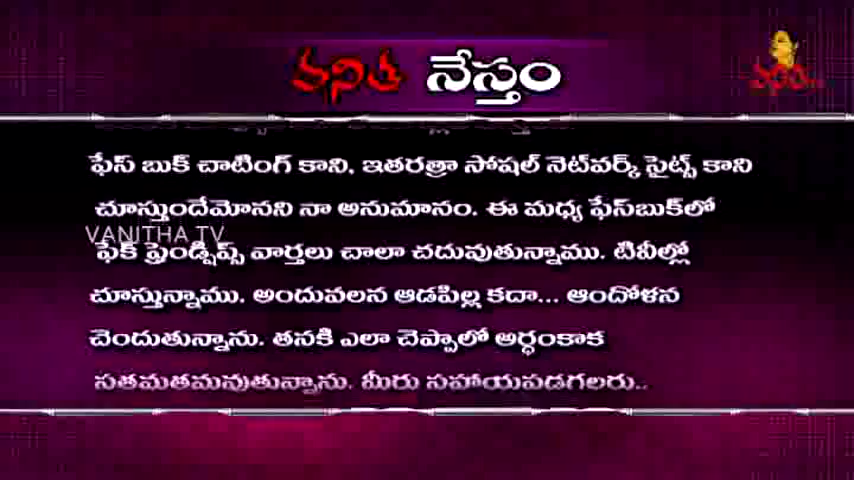 వనిత నేస్తం
వనిత
ఫేస్ బుక్ చాటింగ్ కాని, ఇతరత్రా సోషల్ నెట్‌వర్క్ సైట్స్ కాని
చూస్తుందేమోనని నా అనుమానం. ఈ మధ్య ఫేస్‌బుక్‌లో
VANITHA TV
ఫేక్ ఫ్రెండ్షిప్స్ వార్తలు చాలా చదువుతున్నాము. టివీల్లో
చూస్తున్నాము. అందువలన ఆడపిల్ల కదా... ఆందోళన
చెందుతున్నాను. తనకి ఎలా చెప్పాలో అర్ధంకాక
సతమతమవుతున్నాను. మీరు సహాయపడగలరు..